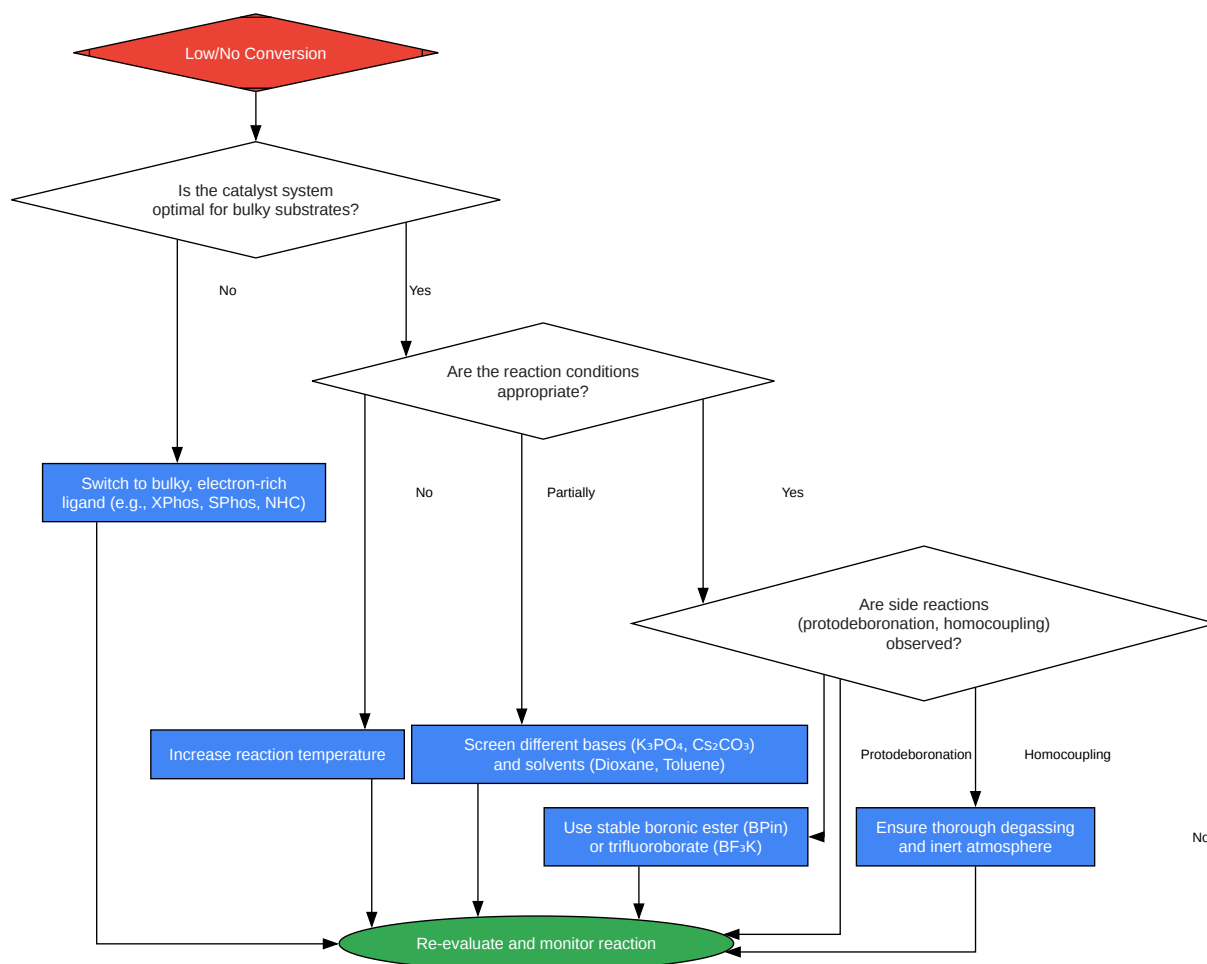 Low/No Conversion
Is the catalyst system
optimal for bulky substrates?
No
Yes
Are the reaction conditions
appropriate?
Switch to bulky, electron-rich
ligand (e.g., XPhos, SPhos, NHC)
No
Partially
Yes
Are side reactions
(protodeboronation, homocoupling)
observed?
Increase reaction temperature
Screen different bases (K₃PO₄, Cs₂CO₃)
and solvents (Dioxane, Toluene)
Protodeboronation
Homocoupling
Use stable boronic ester (BPin)
or trifluoroborate (BF₃K)
Ensure thorough degassing
and inert atmosphere
No
Re-evaluate and monitor reaction